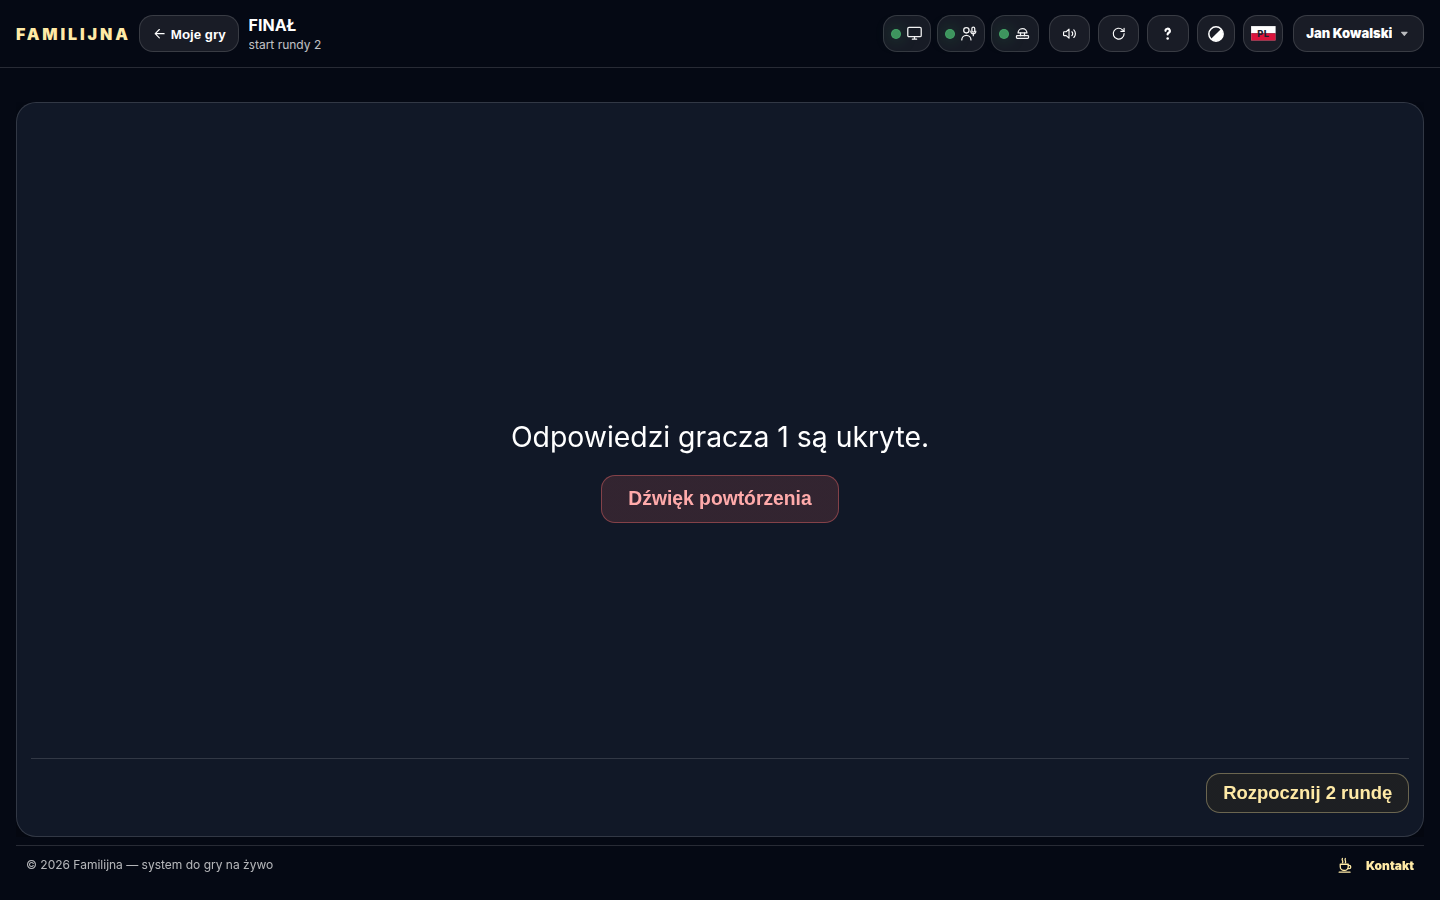 FAMILIJNA
← Moje gry
FINAŁ
start rundy 2
?
PL
Jan Kowalski
Odpowiedzi gracza 1 są ukryte.
Dźwięk powtórzenia
Rozpocznij 2 rundę
© 2026 Familijna — system do gry na żywo
Kontakt